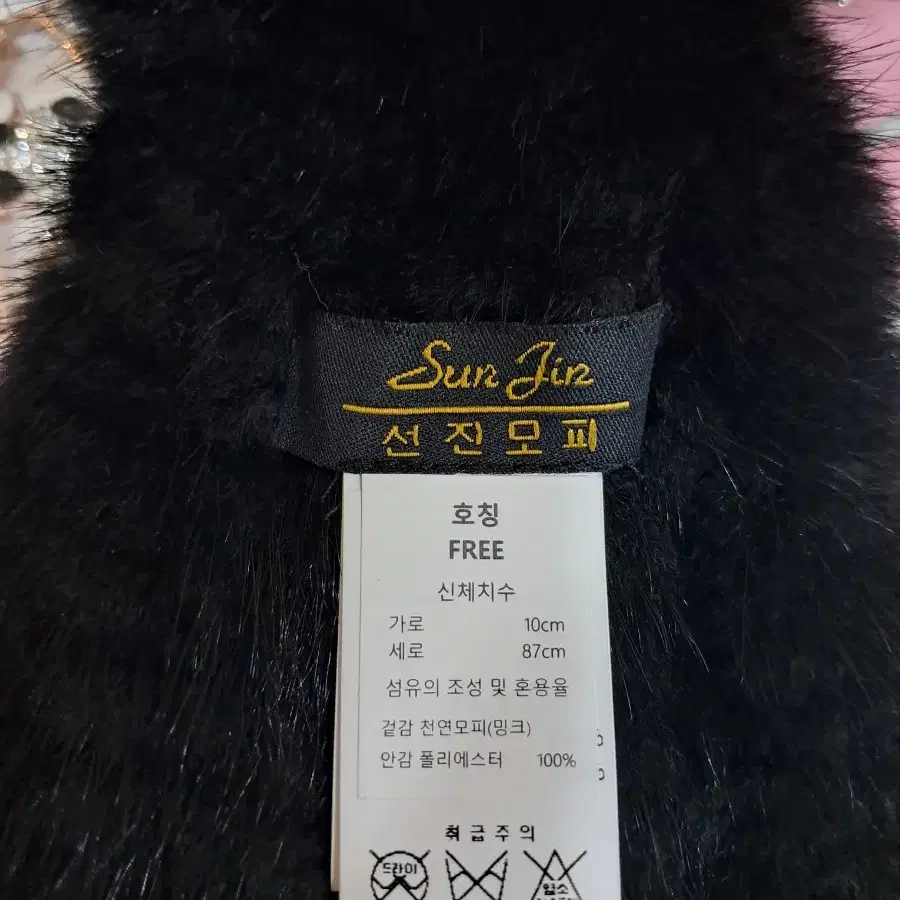 Sun Jin
선진모피
호칭
FREE
신체치수
가로 10cm
세로 87cm
섬유의 조성 및 혼용율
겉감 천연모피(밍크)
안감 폴리에스터 100%
취급주의
드라이
염소